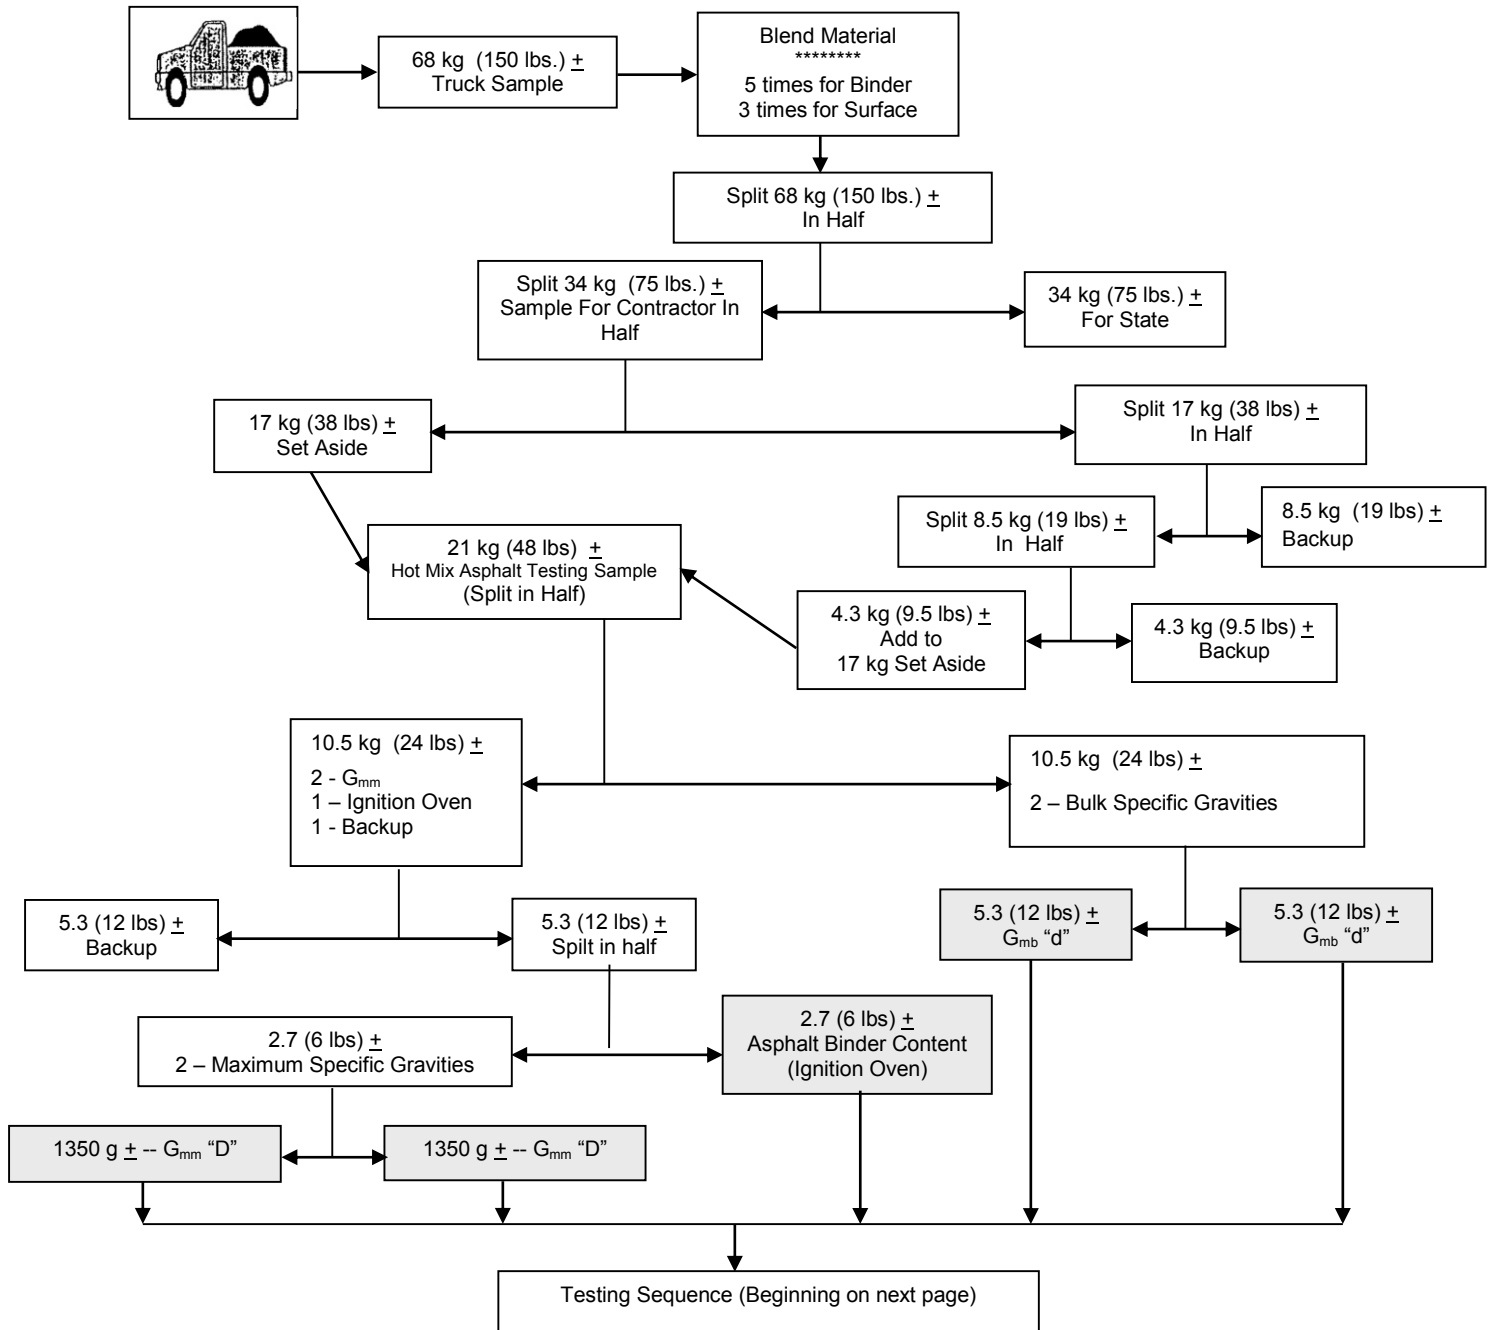 68 kg (150 lbs.) ±
Truck Sample
Blend Material
********
5 times for Binder
3 times for Surface
Split 68 kg (150 lbs.) ±
In Half
Split 34 kg (75 lbs.) ±
Sample For Contractor In
Half
34 kg (75 lbs.) ±
For State
17 kg (38 lbs) ±
Set Aside
Split 17 kg (38 lbs) ±
In Half
Split 8.5 kg (19 lbs) ±
In Half
8.5 kg (19 lbs) ±
Backup
21 kg (48 lbs) ±
Hot Mix Asphalt Testing Sample
(Split in Half)
4.3 kg (9.5 lbs) ±
Add to
17 kg Set Aside
4.3 kg (9.5 lbs) ±
Backup
10.5 kg (24 lbs) ±
2 - Gmm
1 – Ignition Oven
1 - Backup
10.5 kg (24 lbs) ±
2 – Bulk Specific Gravities
5.3 (12 lbs) ±
Backup
5.3 (12 lbs) ±
Spilt in half
5.3 (12 lbs) ±
Gmb “d”
5.3 (12 lbs) ±
Gmb “d”
2.7 (6 lbs) ±
2 – Maximum Specific Gravities
2.7 (6 lbs) ±
Asphalt Binder Content
(Ignition Oven)
1350 g ± -- Gmm “D”
1350 g ± -- Gmm “D”
Testing Sequence (Beginning on next page)